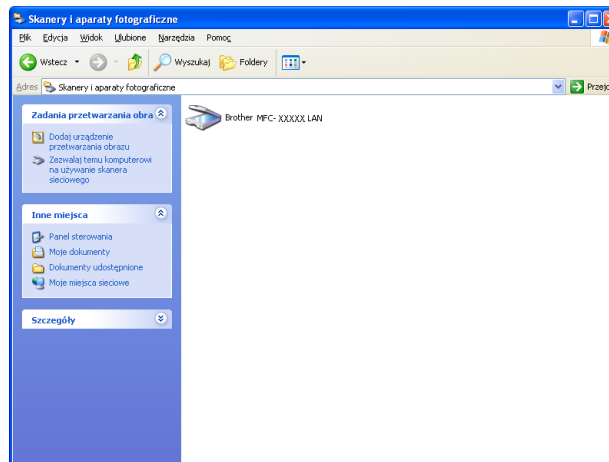 Skanery i aparaty fotograficzne
Plik Edycja Widok Ulubione Narzędzia Pomoc
Wstecz Wyszukaj Foldery
Adres Skanery i aparaty fotograficzne Przejd
Zadania przetwarzania obra
Brother MFC- XXXXX LAN
Dodaj urządzenie
przetwarzania obrazu
Zezwalaj temu komputerowi
na używanie skanera
sieciowego
Inne miejsca
Panel sterowania
Moje dokumenty
Dokumenty udostępnione
Moje miejsca sieciowe
Szczegóły